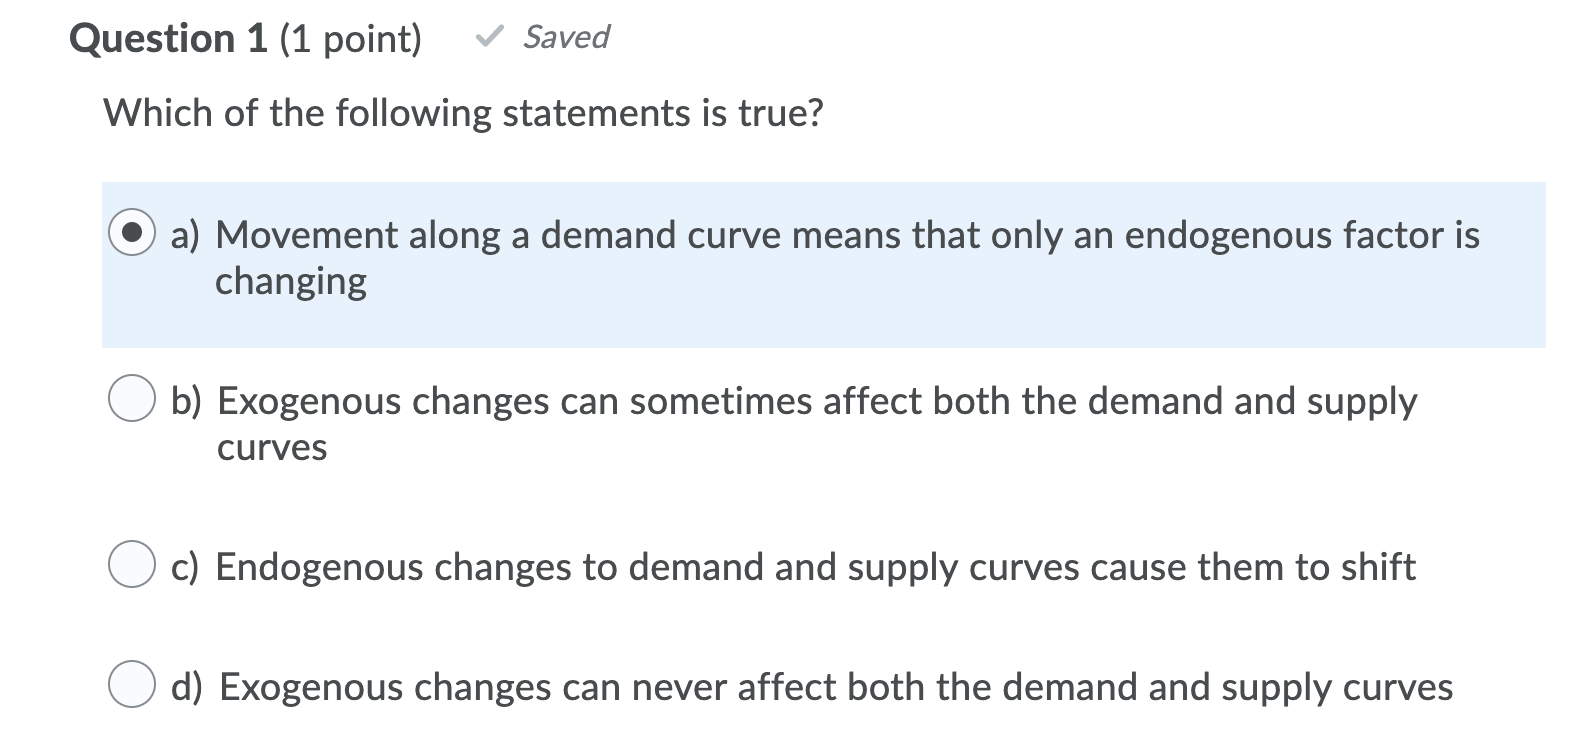 Question 1 (1 point) ✓ Saved
Which of the following statements is true?
a) Movement along a demand curve means that only an endogenous factor is
changing
b) Exogenous changes can sometimes affect both the demand and supply
curves
c) Endogenous changes to demand and supply curves cause them to shift
d) Exogenous changes can never affect both the demand and supply curves